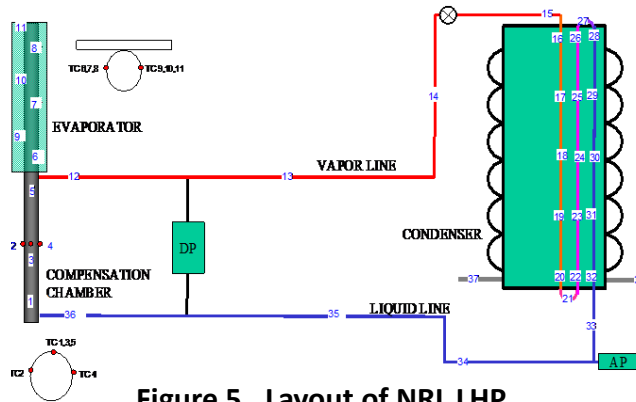 11
8
10
7
EVAPORATOR
9
6
TC6,7,8
TC9,10,11
5
12
13
VAPOR LINE
14
15
27
16
26
28
17
25
29
18
24
30
19
23
31
20
22
32
21
CONDENSER
37
33
2
4
3
COMPENSATION
CHAMBER
1
DP
36
35
LIQUID LINE
34
AP
TC1,3,5
TC2
TC4
Figure 5. Layout of NRL LHP